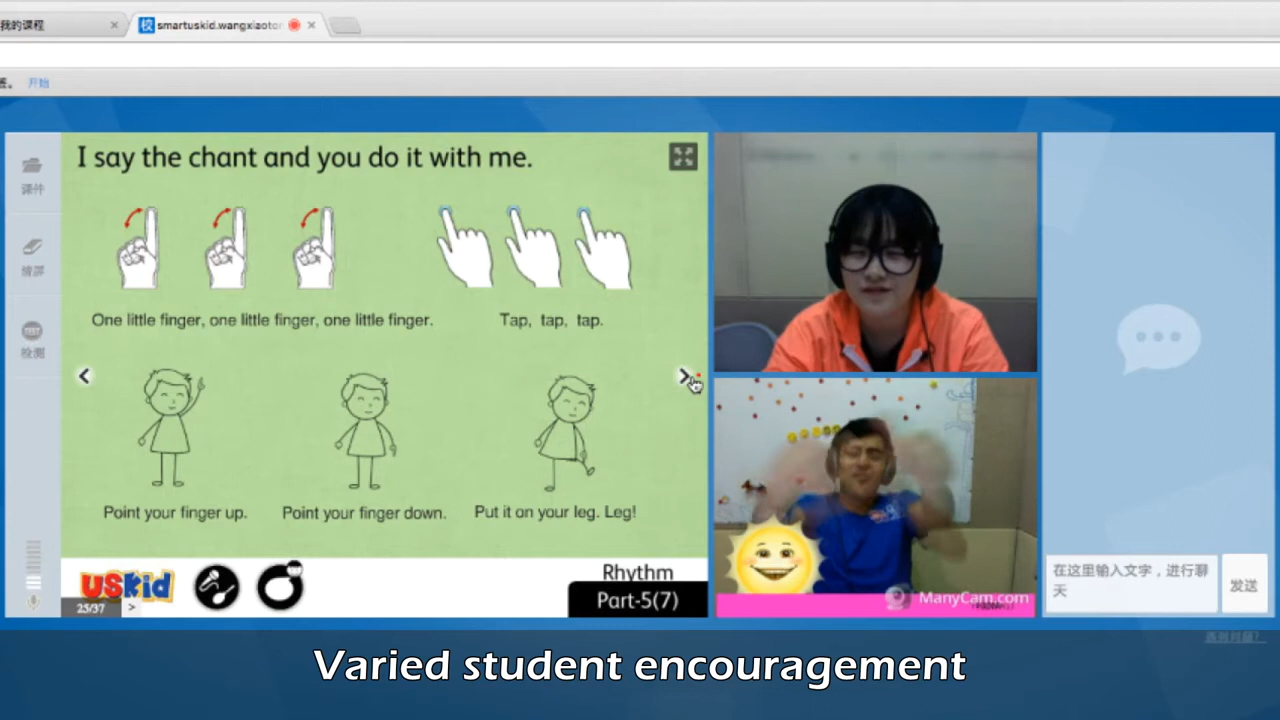 我的课程
smartuskid.wangxiaotor
开始
课件
清屏
TEST
检测
I say the chant and you do it with me.
One little finger, one little finger, one little finger.
Tap, tap, tap.
Point your finger up.
Point your finger down.
Put it on your leg. Leg!
USkid
23/37
Rhythm
Part-5(7)
ManyCam.com
在这里输入文字，进行聊
天
发送
Varied student encouragement